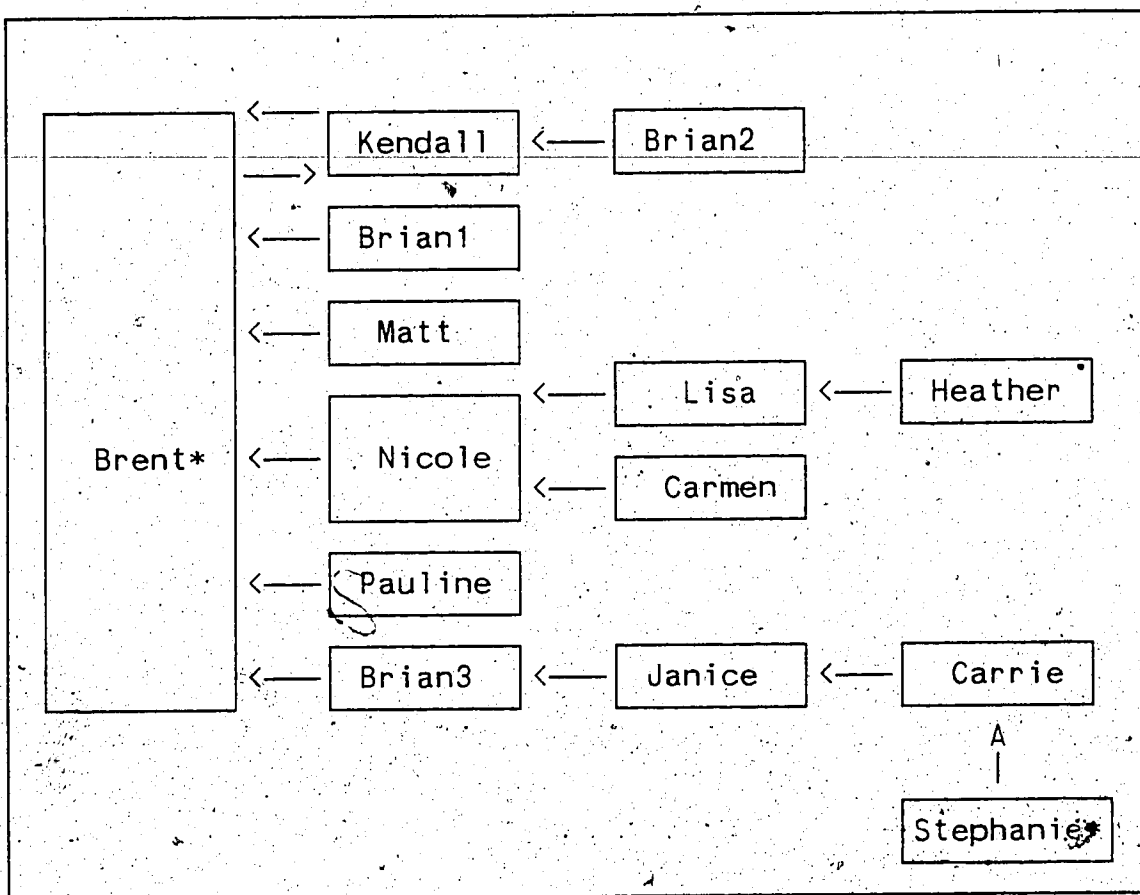 Kendall Brian2
Brian1
Matt
Lisa Heather
Brent* Nicole
Carmen
Pauline
Brian3 Janice Carrie
A
Stephanie*